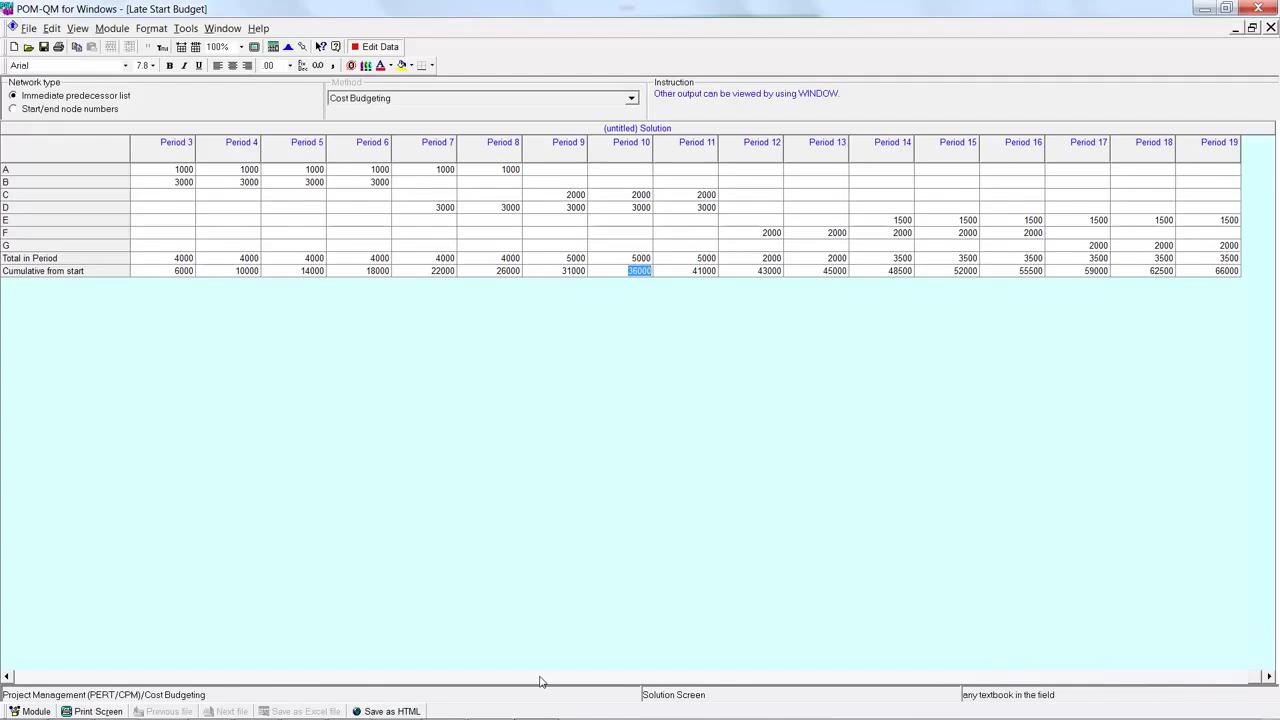 POM-QM for Windows - [Late Start Budget]
File Edit View Module Format Tools Window Help
100% Edit Data
Arial 7.8 B I U .00 0.0 ,
Network type
Immediate predecessor list
Start/end node numbers
Method
Cost Budgeting
Instruction
Other output can be viewed by using WINDOW.
(untitled) Solution
Period 3 Period 4 Period 5 Period 6 Period 7 Period 8 Period 9 Period 10 Period 11 Period 12 Period 13 Period 14 Period 15 Period 16 Period 17 Period 18 Period 19
A 1000 1000 1000 1000 1000 1000
B 3000 3000 3000 3000
C 2000 2000 2000
D 3000 3000 3000 3000 3000
E 1500 1500 1500 1500 1500 1500
F 2000 2000 2000 2000 2000
G 2000 2000 2000
Total in Period 4000 4000 4000 4000 4000 4000 5000 5000 5000 2000 2000 3500 3500 3500 3500 3500 3500
Cumulative from start 6000 10000 14000 18000 22000 26000 31000 36000 41000 43000 45000 48500 52000 55500 59000 62500 66000
Project Management (PERT/CPM)/Cost Budgeting Solution Screen any textbook in the field
Module Print Screen Previous file Next file Save as Excel file Save as HTML